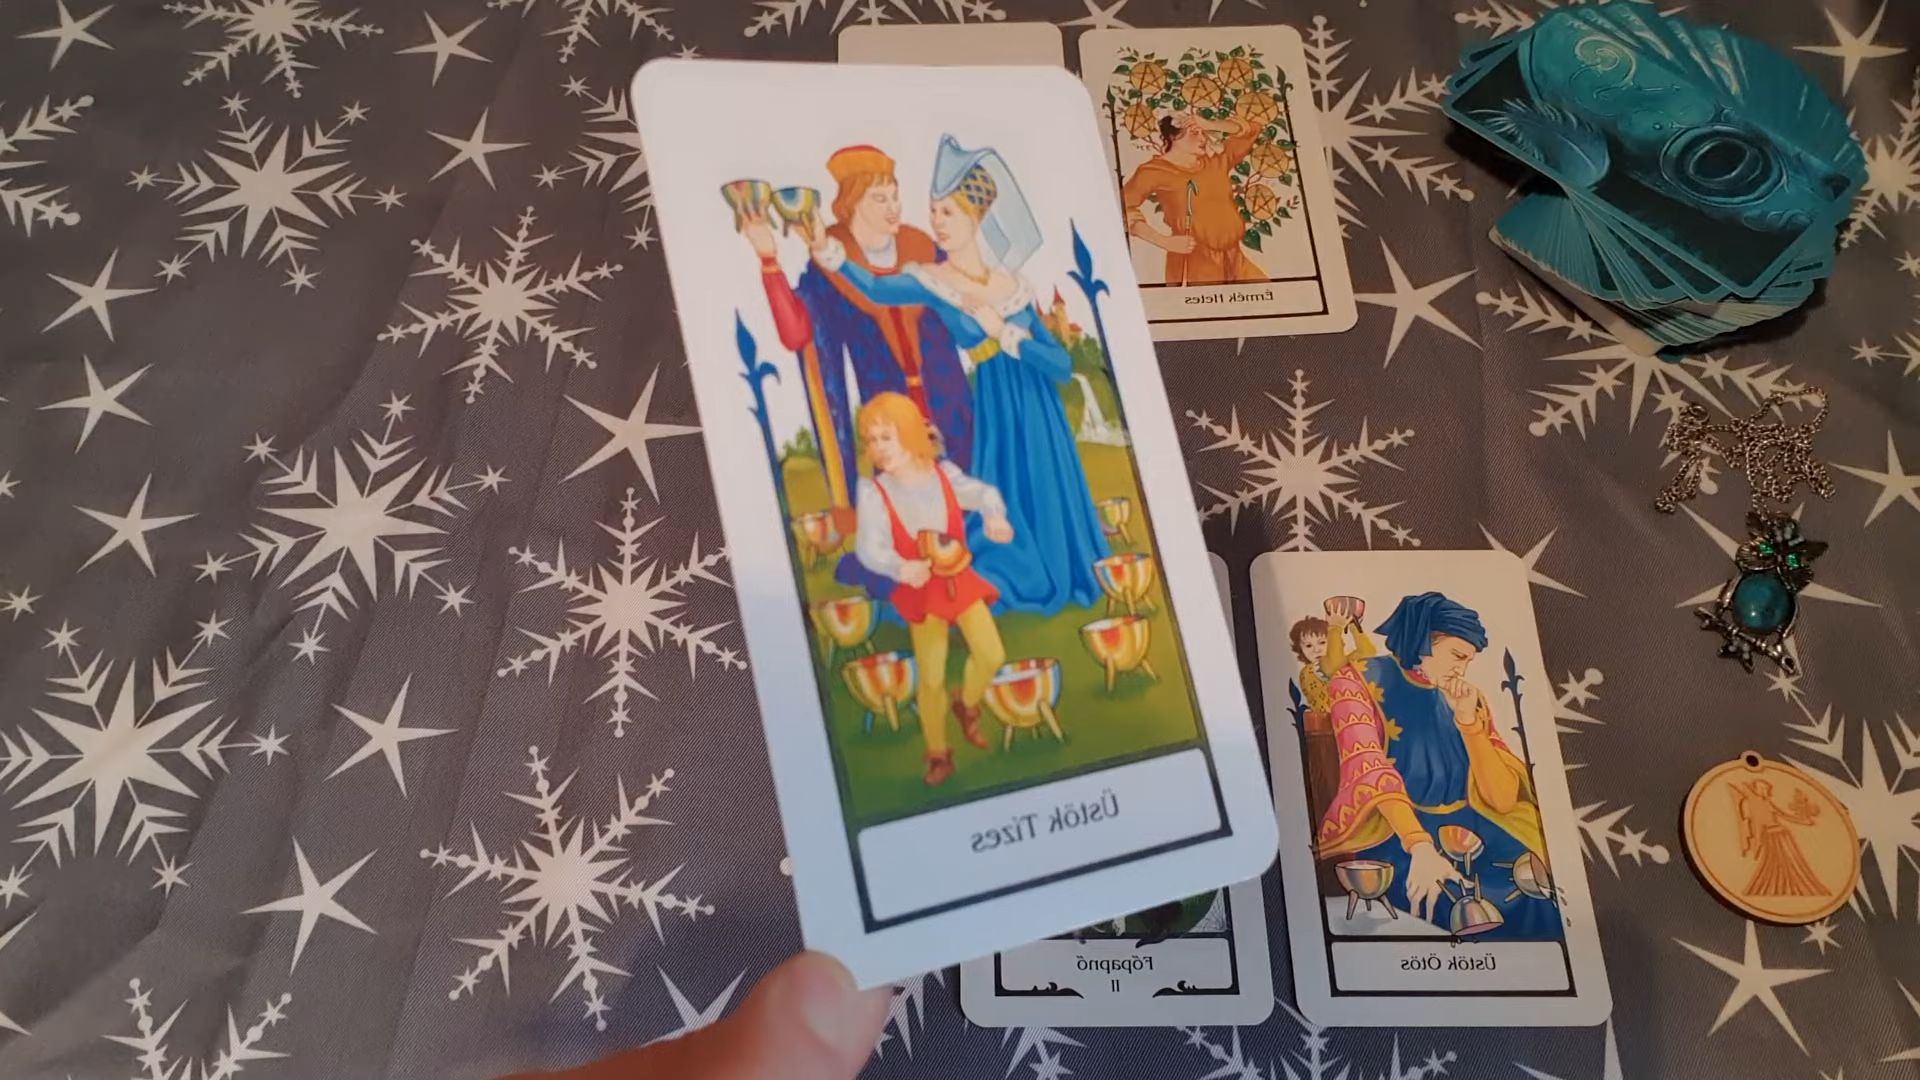 Érmék Hetes
Üstök Tízes
Főpapnő
II
Üstök Ötös